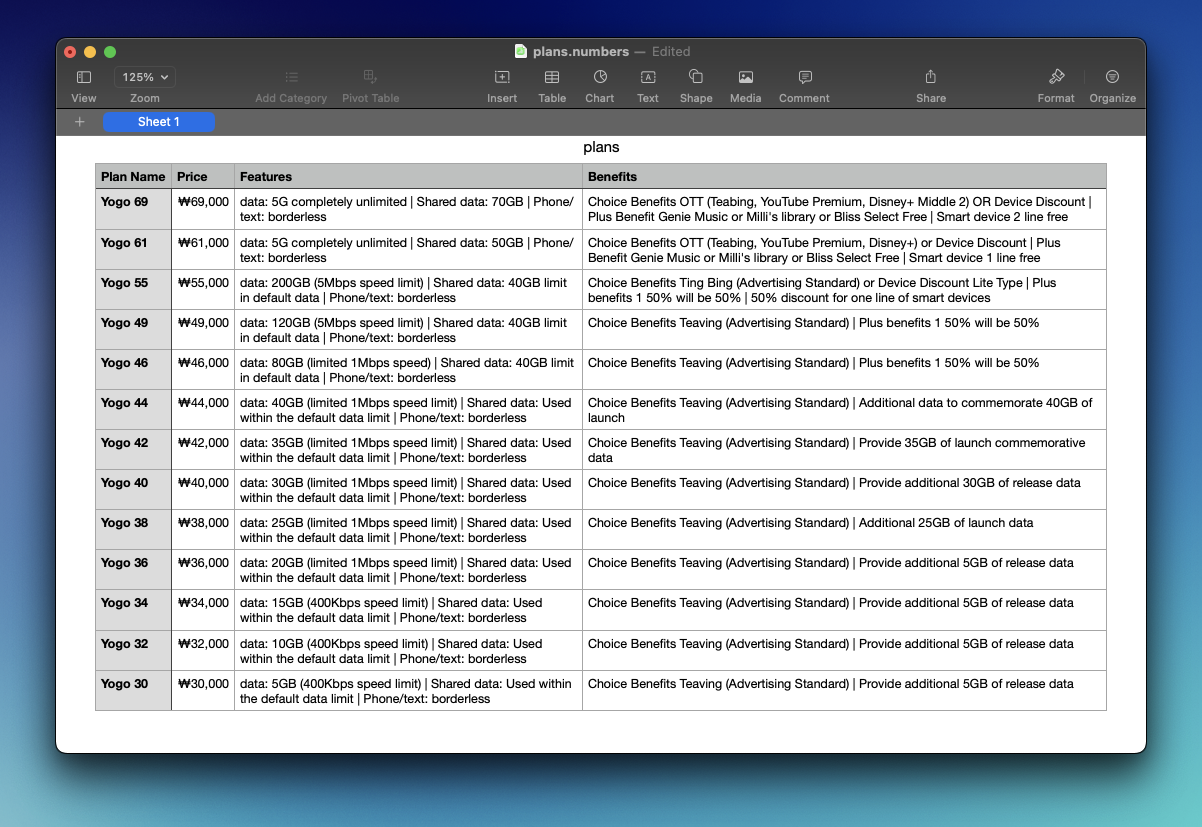 plans.numbers — Edited
125%
View
Zoom
Add Category
Pivot Table
Insert
Table
Chart
Text
Shape
Media
Comment
Share
Format
Organize
+ Sheet 1
plans
Plan Name Price Features Benefits
Yogo 69 ₩69,000 data: 5G completely unlimited | Shared data: 70GB | Phone/ Choice Benefits OTT (Teabing, YouTube Premium, Disney+ Middle 2) OR Device Discount |
text: borderless Plus Benefit Genie Music or Milli's library or Bliss Select Free | Smart device 2 line free
Yogo 61 ₩61,000 data: 5G completely unlimited | Shared data: 50GB | Phone/ Choice Benefits OTT (Teabing, YouTube Premium, Disney+) or Device Discount | Plus
text: borderless Benefit Genie Music or Milli's library or Bliss Select Free | Smart device 1 line free
Yogo 55 ₩55,000 data: 200GB (5Mbps speed limit) | Shared data: 40GB limit Choice Benefits Ting Bing (Advertising Standard) or Device Discount Lite Type | Plus
in default data | Phone/text: borderless benefits 1 50% will be 50% | 50% discount for one line of smart devices
Yogo 49 ₩49,000 data: 120GB (5Mbps speed limit) | Shared data: 40GB limit Choice Benefits Teaving (Advertising Standard) | Plus benefits 1 50% will be 50%
in default data | Phone/text: borderless
Yogo 46 ₩46,000 data: 80GB (limited 1Mbps speed) | Shared data: 40GB limit Choice Benefits Teaving (Advertising Standard) | Plus benefits 1 50% will be 50%
in default data | Phone/text: borderless
Yogo 44 ₩44,000 data: 40GB (limited 1Mbps speed limit) | Shared data: Used Choice Benefits Teaving (Advertising Standard) | Additional data to commemorate 40GB of
within the default data limit | Phone/text: borderless launch
Yogo 42 ₩42,000 data: 35GB (limited 1Mbps speed limit) | Shared data: Used Choice Benefits Teaving (Advertising Standard) | Provide 35GB of launch commemorative
within the default data limit | Phone/text: borderless data
Yogo 40 ₩40,000 data: 30GB (limited 1Mbps speed limit) | Shared data: Used Choice Benefits Teaving (Advertising Standard) | Provide additional 30GB of release data
within the default data limit | Phone/text: borderless
Yogo 38 ₩38,000 data: 25GB (limited 1Mbps speed limit) | Shared data: Used Choice Benefits Teaving (Advertising Standard) | Additional 25GB of launch data
within the default data limit | Phone/text: borderless
Yogo 36 ₩36,000 data: 20GB (limited 1Mbps speed limit) | Shared data: Used Choice Benefits Teaving (Advertising Standard) | Provide additional 5GB of release data
within the default data limit | Phone/text: borderless
Yogo 34 ₩34,000 data: 15GB (400Kbps speed limit) | Shared data: Used Choice Benefits Teaving (Advertising Standard) | Provide additional 5GB of release data
within the default data limit | Phone/text: borderless
Yogo 32 ₩32,000 data: 10GB (400Kbps speed limit) | Shared data: Used Choice Benefits Teaving (Advertising Standard) | Provide additional 5GB of release data
within the default data limit | Phone/text: borderless
Yogo 30 ₩30,000 data: 5GB (400Kbps speed limit) | Shared data: Used within Choice Benefits Teaving (Advertising Standard) | Provide additional 5GB of release data
the default data limit | Phone/text: borderless